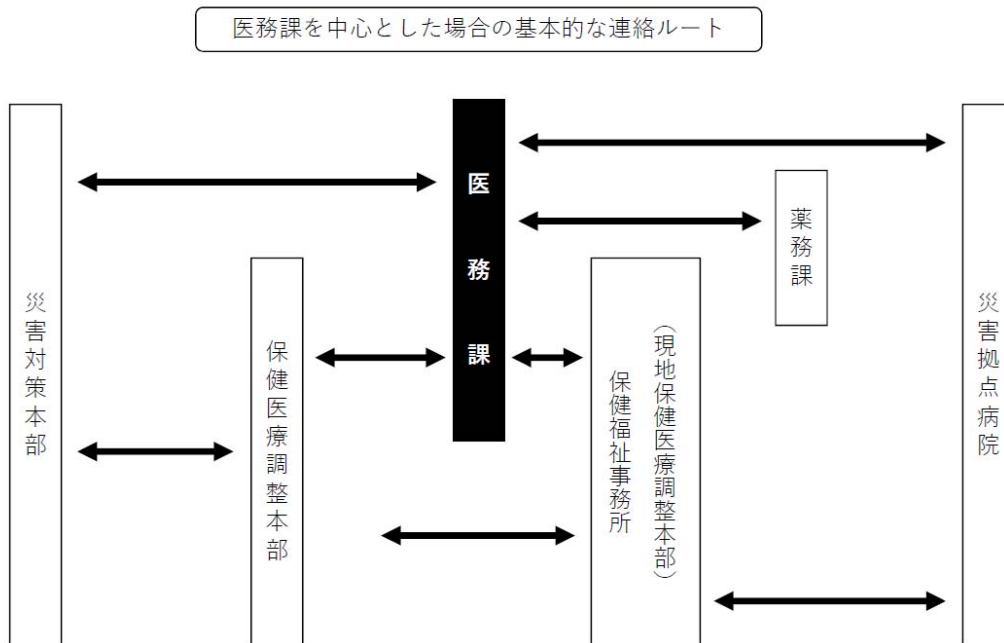 医務課を中心とした場合の基本的な連絡ルート
災害対策本部
保健医療調整本部
医務課
(現地保健医療調整本部)
保健福祉事務所
薬務課
災害拠点病院